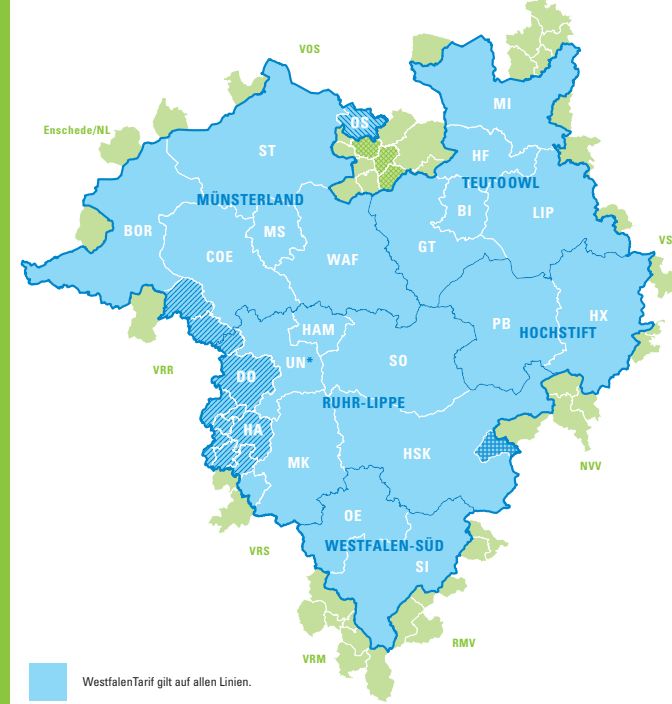 VOS
MI
OS
Enschede/NL
ST
HF
TEUTOOWL
MÜNSTERLAND
BI
LIP
BOR
MS
COE
WAF
GT
VS
PB
HX
HAM
HOCHSTIFT
UN*
SO
VRR
DO
RUHR-LIPPE
HA
HSK
MK
NVV
OE
WESTFALEN-SÜD
VRS
SI
RMV
VRM
WestfalenTarif gilt auf allen Linien.